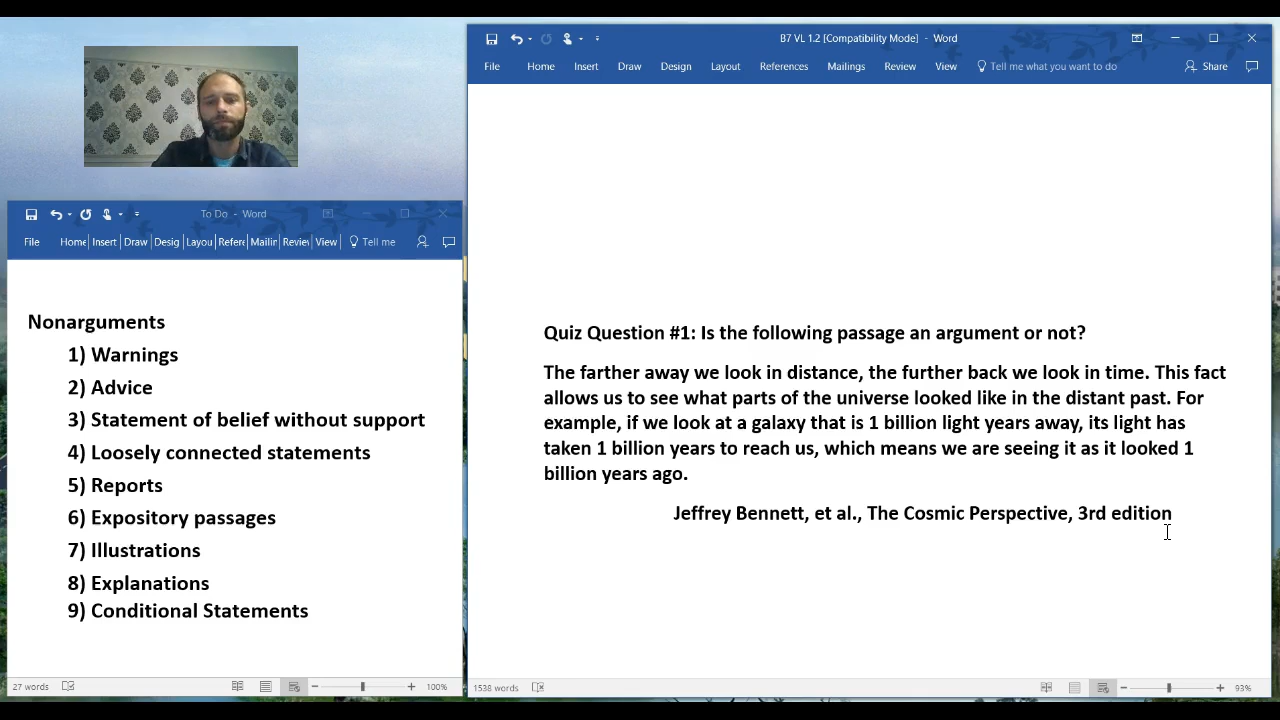 B7 VL 1.2 [Compatibility Mode] - Word
File Home Insert Draw Design Layout References Mailings Review View Tell me what you want to do Share
To Do - Word
File Home Insert Draw Desig Layou Refere Mailin Reviev View Tell me
Nonarguments
1) Warnings
2) Advice
3) Statement of belief without support
4) Loosely connected statements
5) Reports
6) Expository passages
7) Illustrations
8) Explanations
9) Conditional Statements
27 words 100%
Quiz Question #1: Is the following passage an argument or not?
The farther away we look in distance, the further back we look in time. This fact
allows us to see what parts of the universe looked like in the distant past. For
example, if we look at a galaxy that is 1 billion light years away, its light has
taken 1 billion years to reach us, which means we are seeing it as it looked 1
billion years ago.
Jeffrey Bennett, et al., The Cosmic Perspective, 3rd edition
1538 words 93%